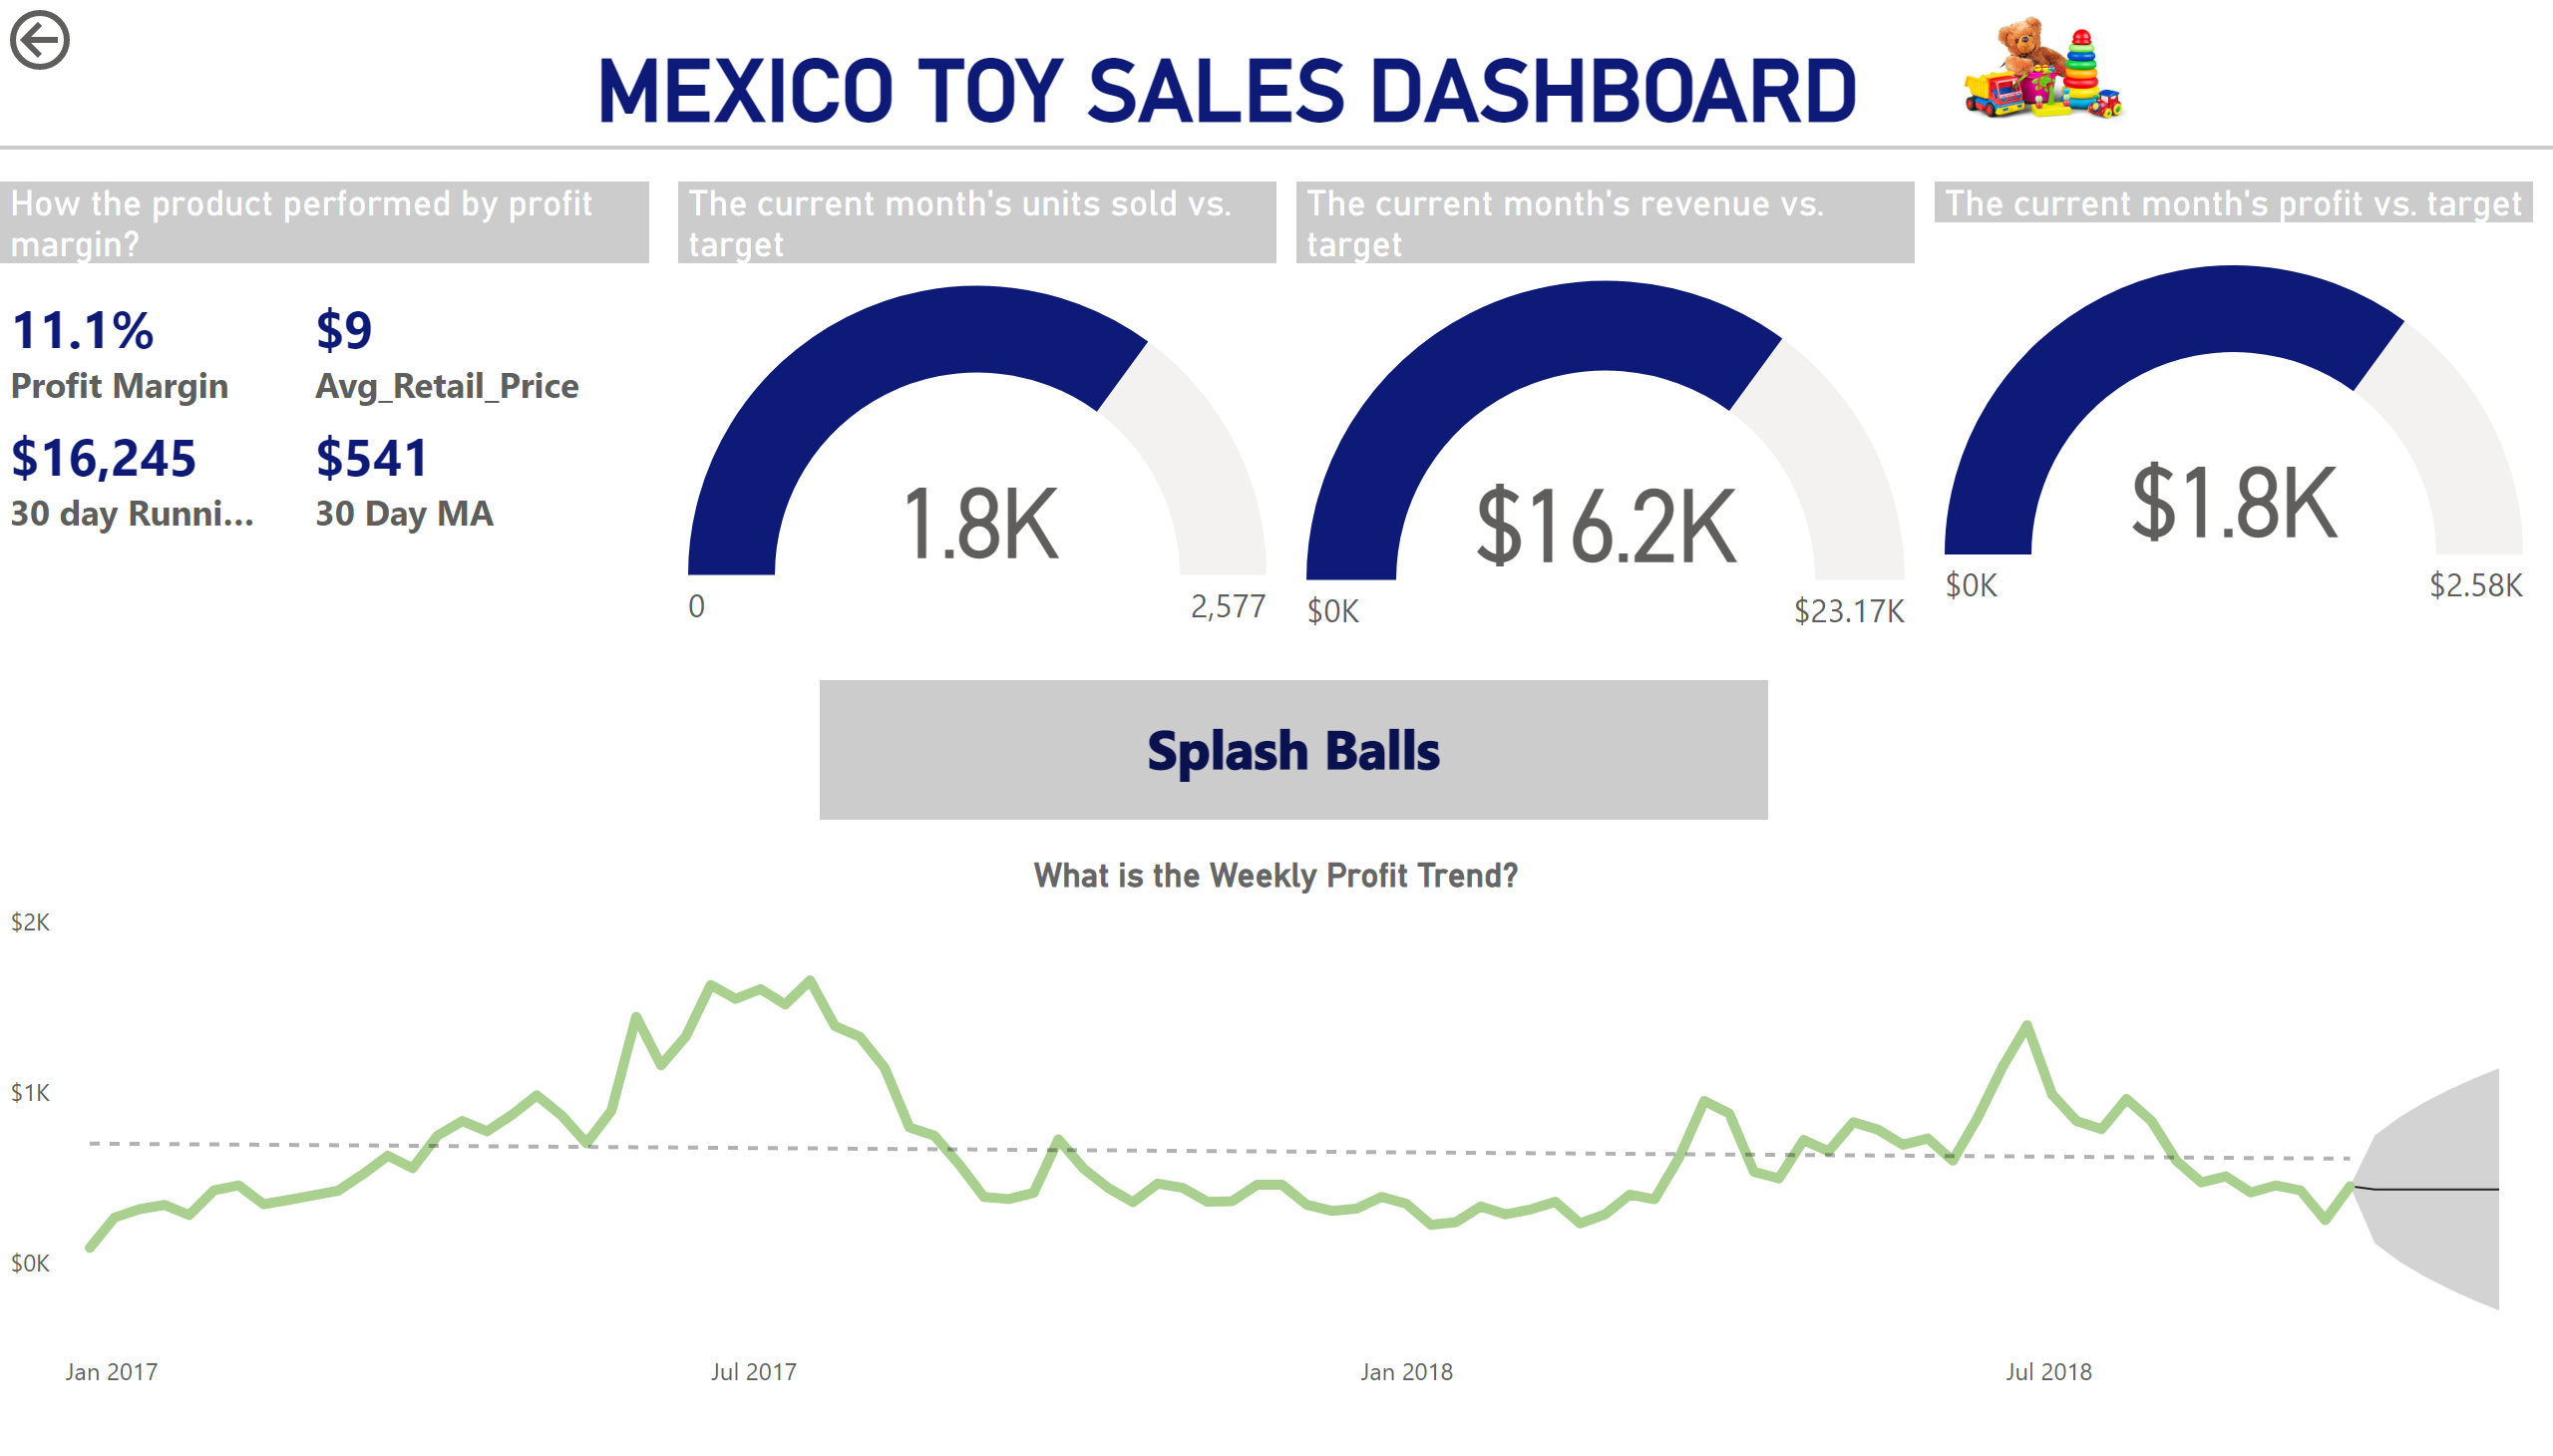 MEXICO TOY SALES DASHBOARD
How the product performed by profit
margin?
11.1%
Profit Margin
$9
Avg_Retail_Price
$16,245
30 day Runni...
$541
30 Day MA
The current month's units sold vs.
target
1.8K
0
2,577
The current month's revenue vs.
target
$16.2K
$0K
$23.17K
The current month's profit vs. target
$1.8K
$0K
$2.58K
Splash Balls
What is the Weekly Profit Trend?
$2K
$1K
$0K
Jan 2017
Jul 2017
Jan 2018
Jul 2018